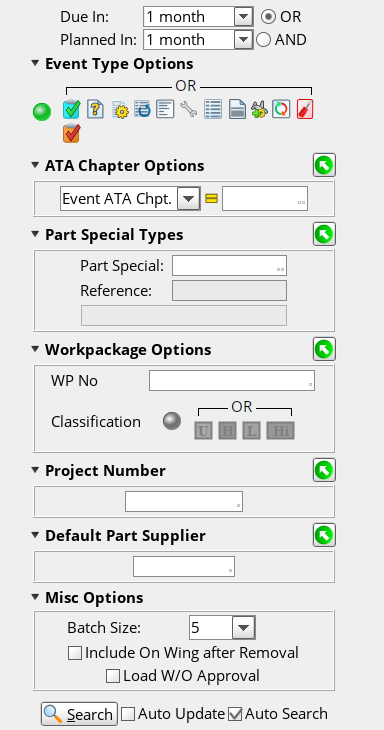 Due In: 1 month OR
Planned In: 1 month AND
Event Type Options
OR
ATA Chapter Options
Event ATA Chpt. =
Part Special Types
Part Special:
Reference:
Workpackage Options
WP No
OR
Classification U H L Hi
Project Number
Default Part Supplier
Misc Options
Batch Size: 5
Include On Wing after Removal
Load W/O Approval
Search Auto Update Auto Search